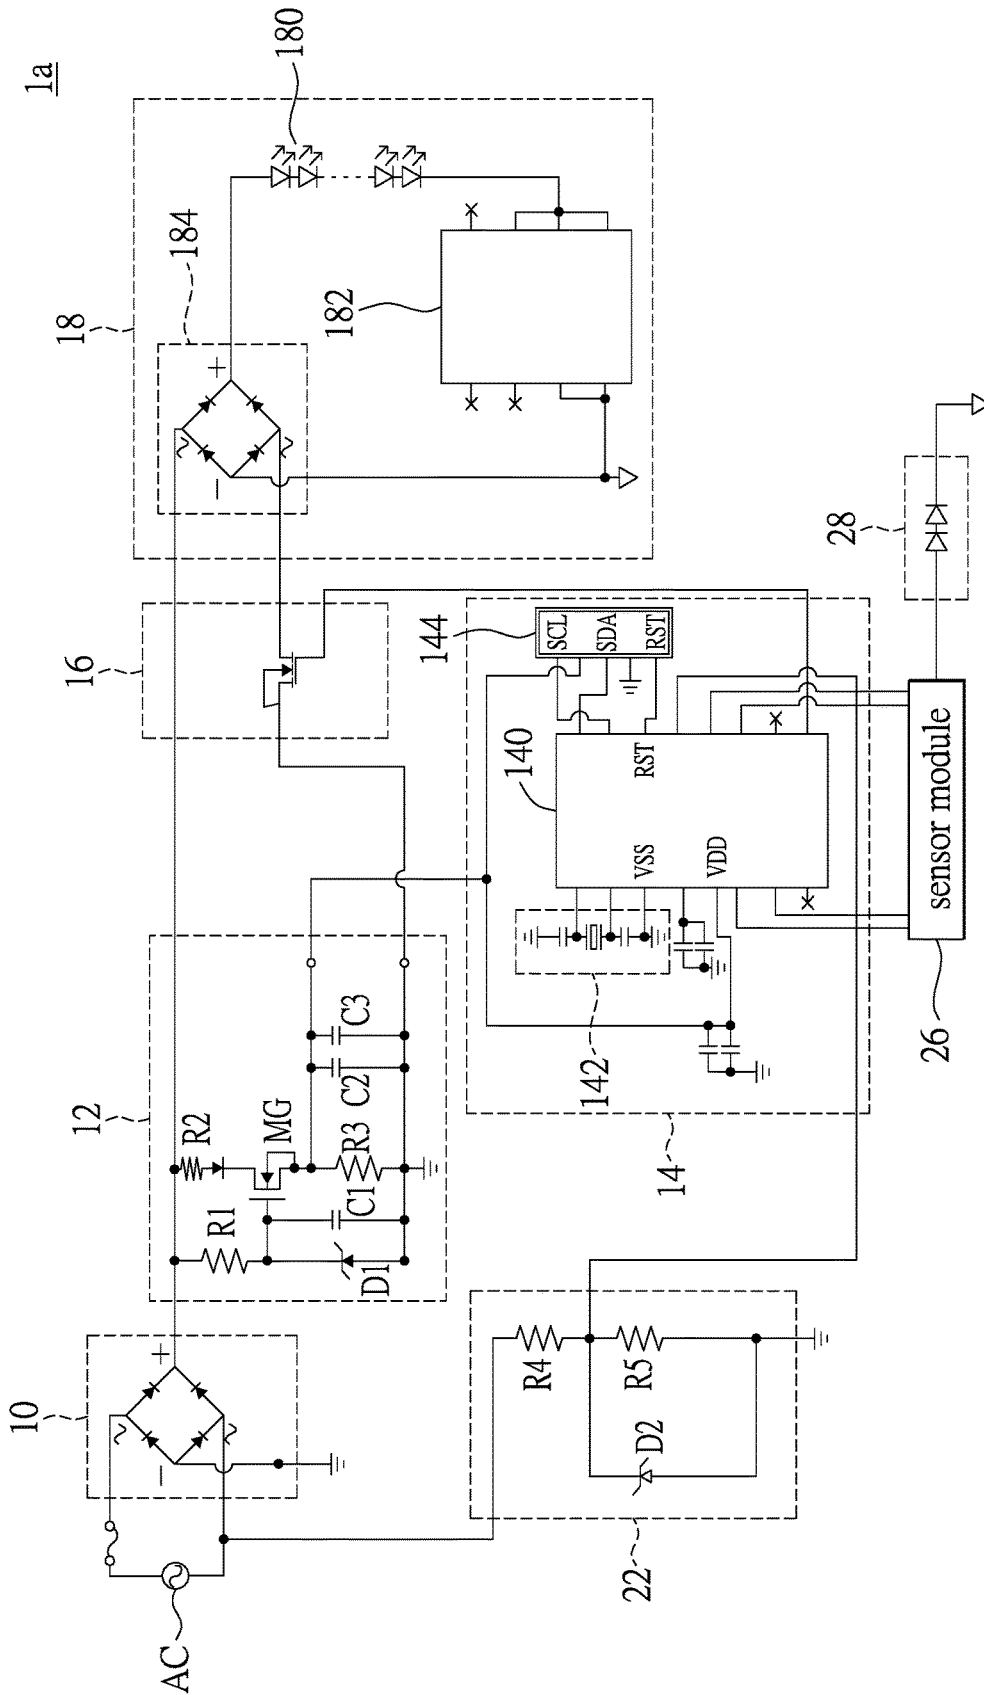 1a
AC
10
12
R1
R2
MG
D1
C1
R3
C2
C3
16
18
184
180
182
22
R4
R5
D2
14
142
140
144
VSS
VDD
RST
SCL
SDA
RST
sensor module
26
28